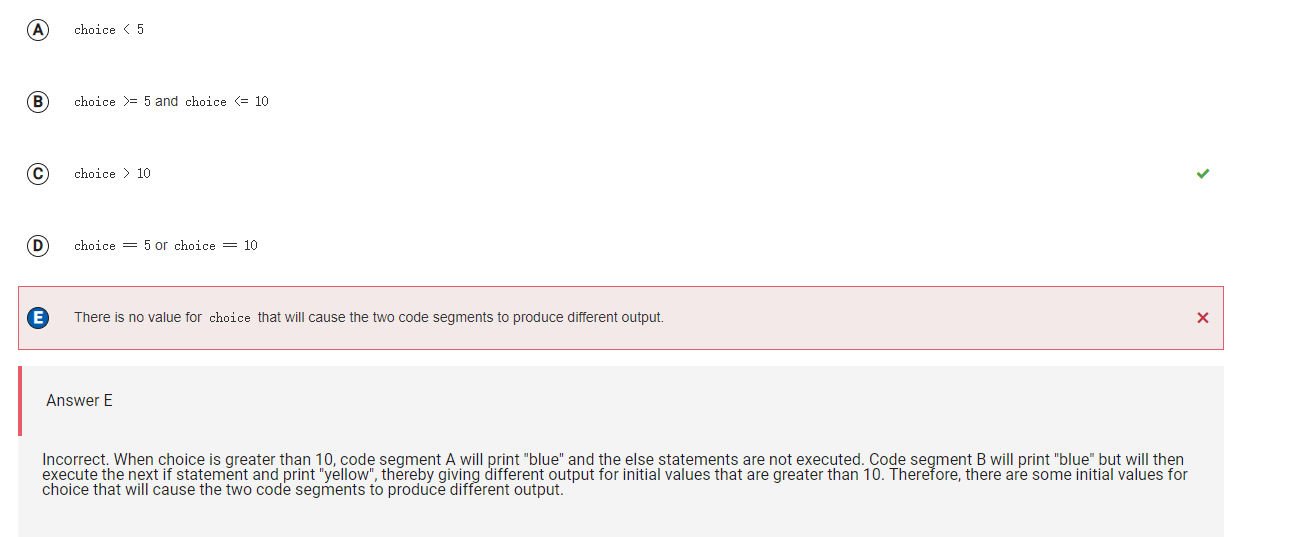 A choice < 5
B choice >= 5 and choice <= 10
C choice > 10
D choice == 5 or choice == 10
E There is no value for choice that will cause the two code segments to produce different output.
Answer E
Incorrect. When choice is greater than 10, code segment A will print "blue" and the else statements are not executed. Code segment B will print "blue" but will then
execute the next if statement and print "yellow", thereby giving different output for initial values that are greater than 10. Therefore, there are some initial values for
choice that will cause the two code segments to produce different output.